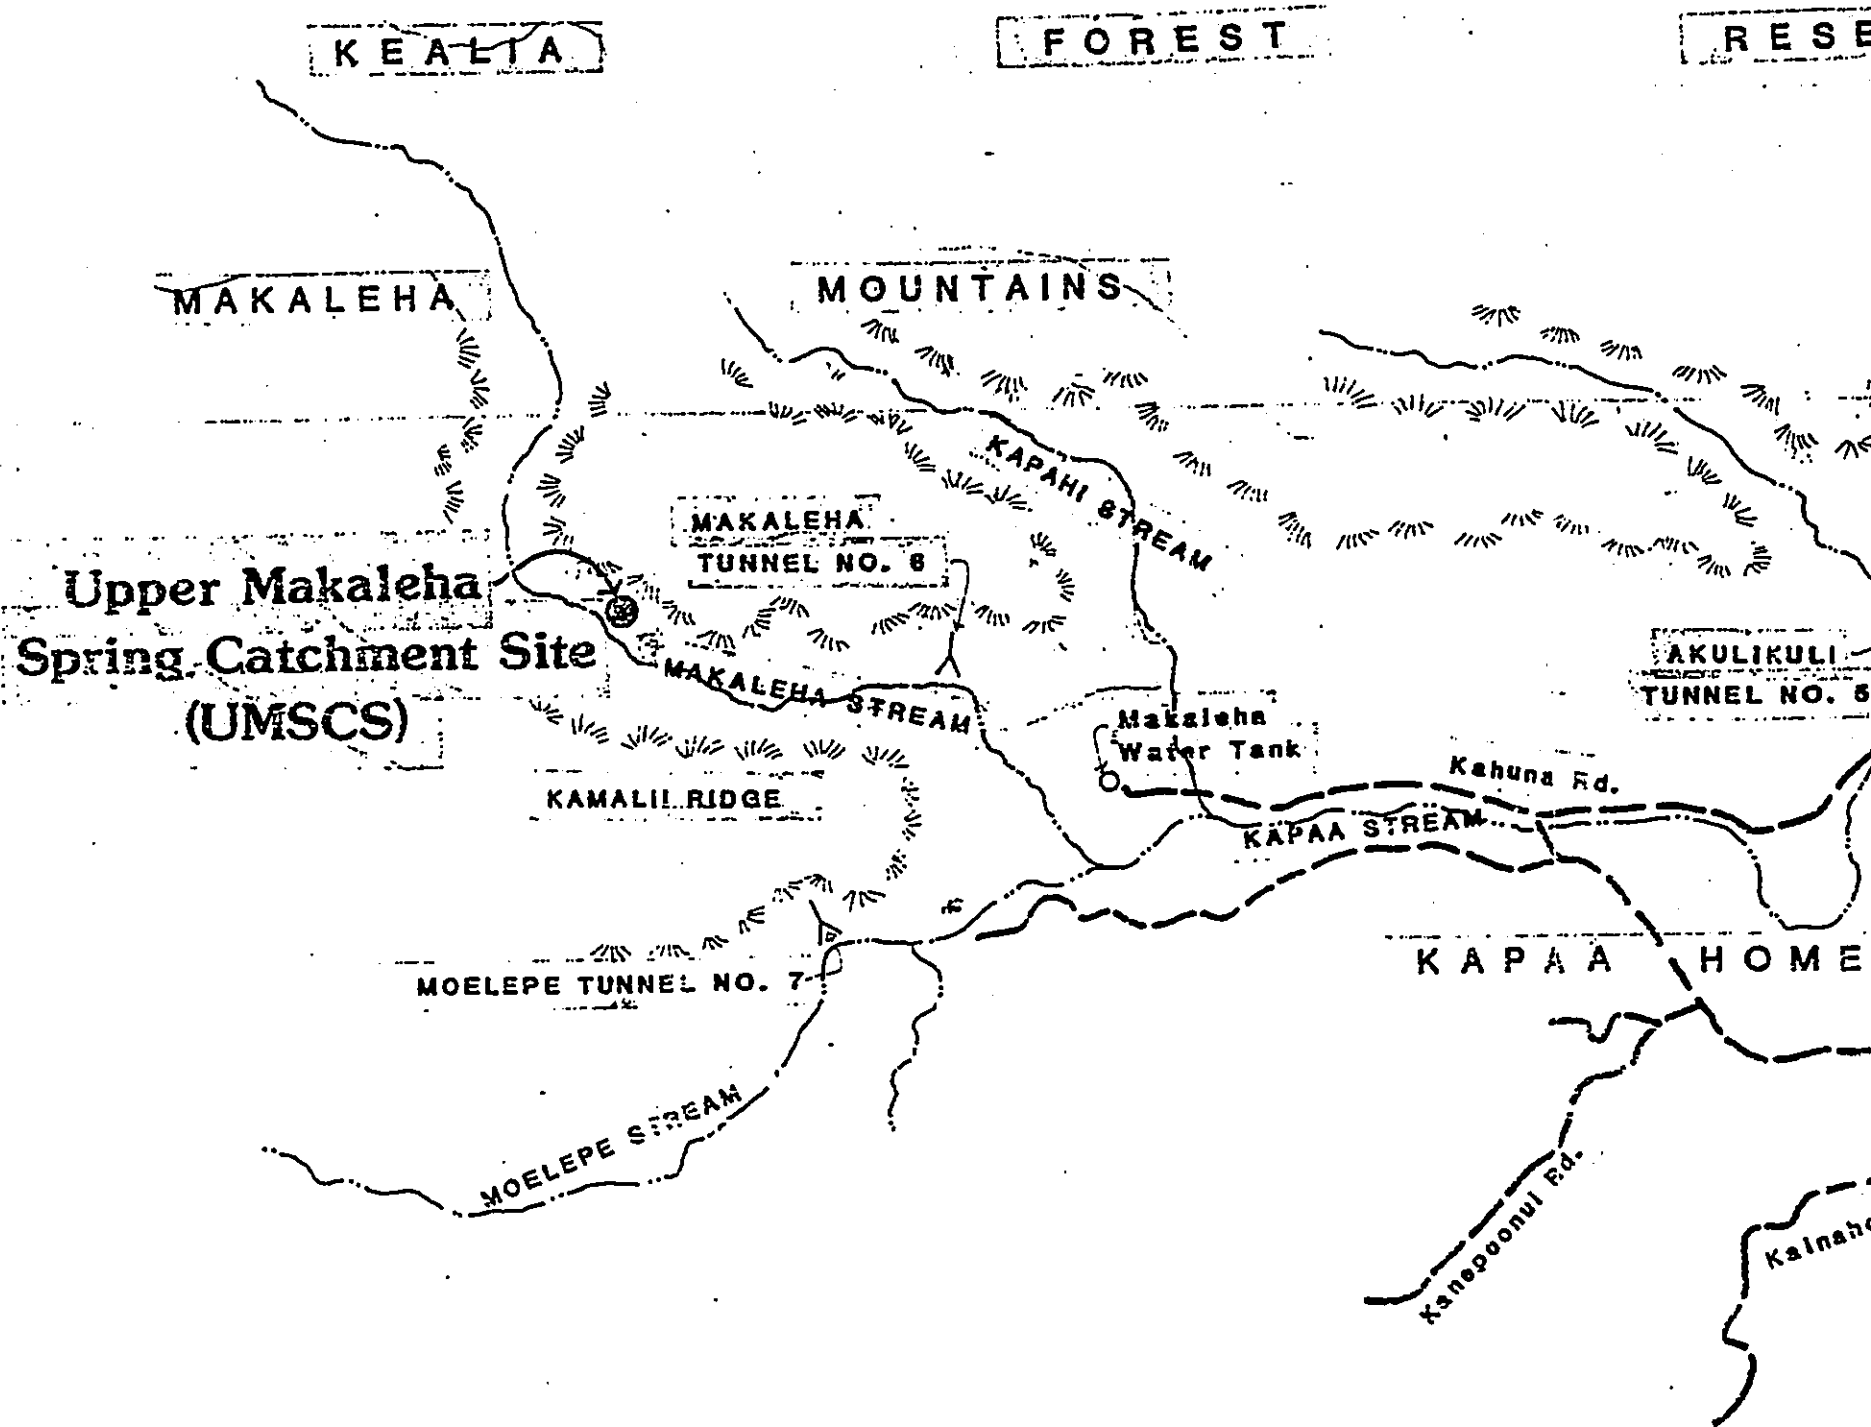 KEALIA FOREST RESE
MAKALEHA MOUNTAINS
KAPAHI STREAM
MAKALEHA
TUNNEL NO. 6
Upper Makaleha
Spring Catchment Site
(UMSCS)
MAKALEHA STREAM
AKULIKULI
TUNNEL NO. 5
Makaleha
Water Tank
Kahuna Rd.
KAMALII RIDGE
KAPAA STREAM
KAPAA HOME
MOELEPE TUNNEL NO. 7
MOELEPE STREAM
Kanepoonui Rd.
Kainaho